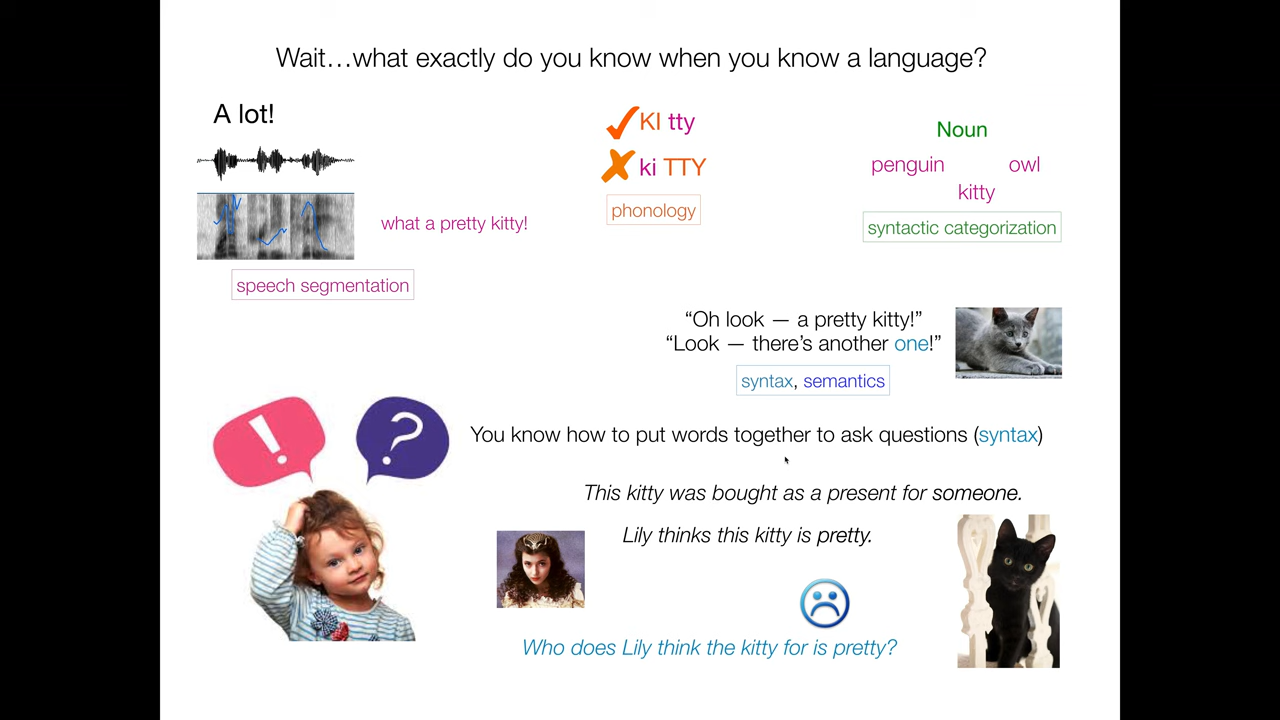 Wait…what exactly do you know when you know a language?
A lot!
what a pretty kitty!
speech segmentation
KI tty
ki TTY
phonology
Noun
penguin owl
kitty
syntactic categorization
“Oh look — a pretty kitty!”
“Look — there’s another one!”
syntax, semantics
! ?
You know how to put words together to ask questions (syntax)
This kitty was bought as a present for someone.
Lily thinks this kitty is pretty.
Who does Lily think the kitty for is pretty?